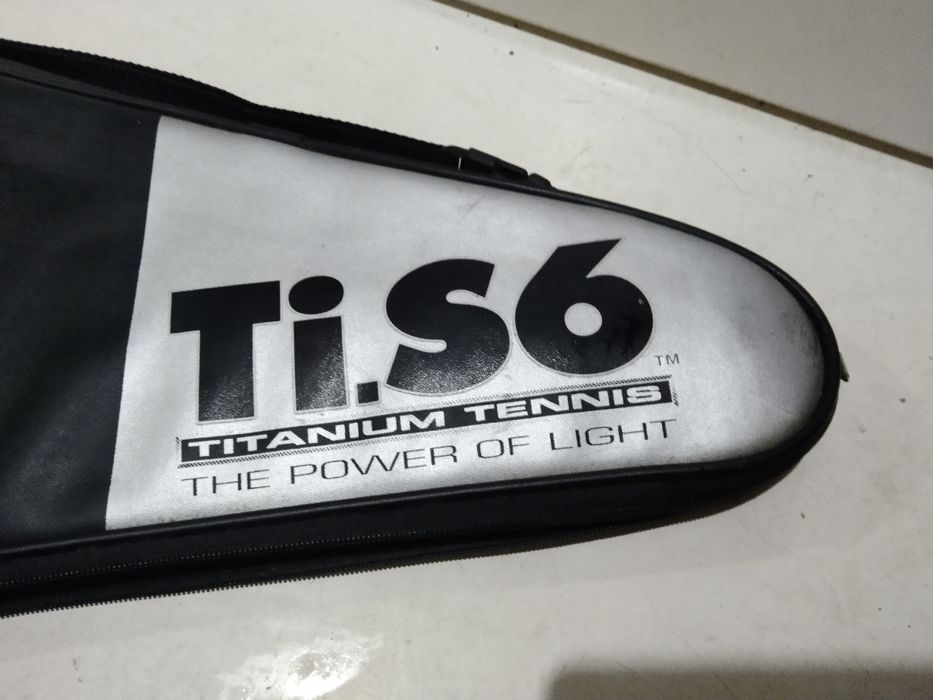 Ti.S6™
TITANIUM TENNIS
THE POWER OF LIGHT